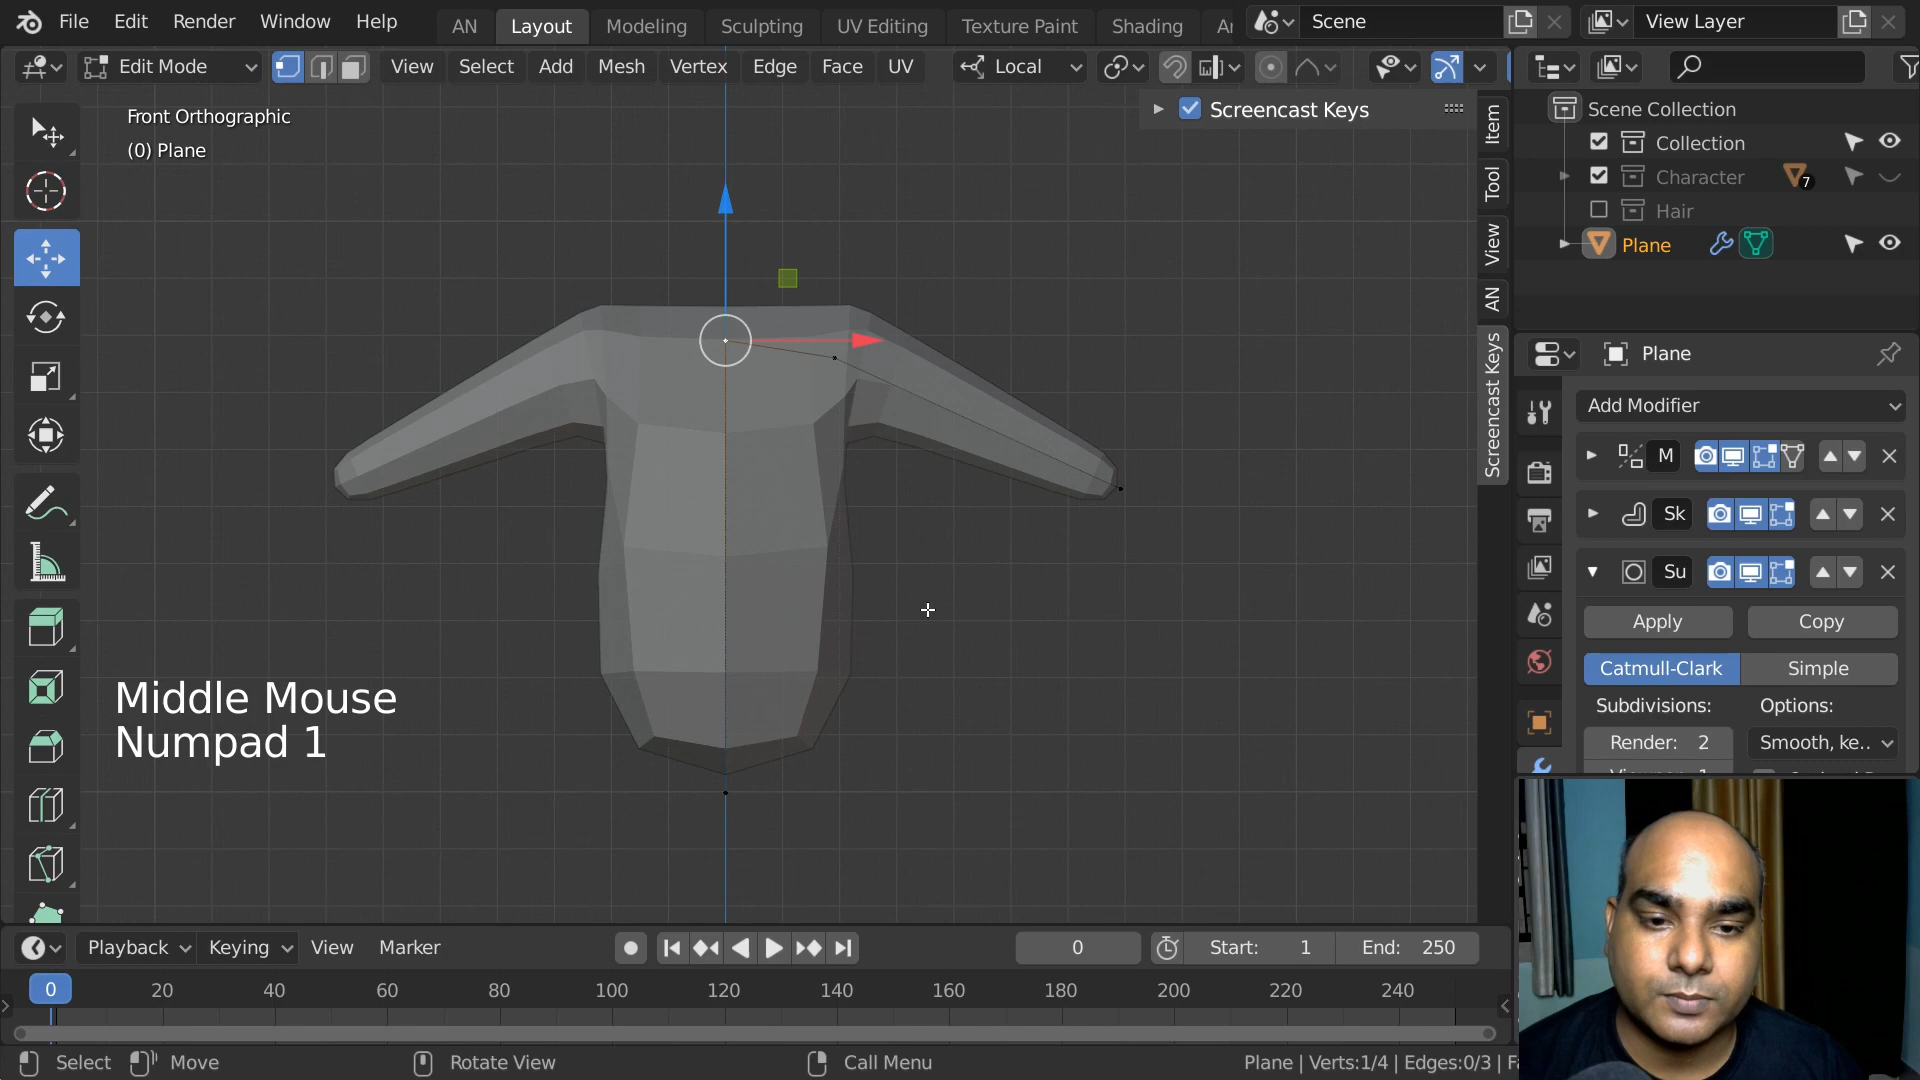 File Edit Render Window Help AN Layout Modeling Sculpting UV Editing Texture Paint Shading Scene View Layer
Edit Mode View Select Add Mesh Vertex Edge Face UV Local
Front Orthographic
(0) Plane
Screencast Keys
Item
Tool
View
AN
Screencast Keys
Scene Collection
Collection
Character 7
Hair
Plane
Plane
Add Modifier
M
Sk
Su
Apply Copy
Catmull-Clark Simple
Subdivisions: Options:
Render: 2 Smooth, ke..
Middle Mouse
Numpad 1
Playback Keying View Marker 0 Start: 1 End: 250
0 20 40 60 80 100 120 140 160 180 200 220 240
Select Move Rotate View Call Menu Plane | Verts:1/4 | Edges:0/3 |